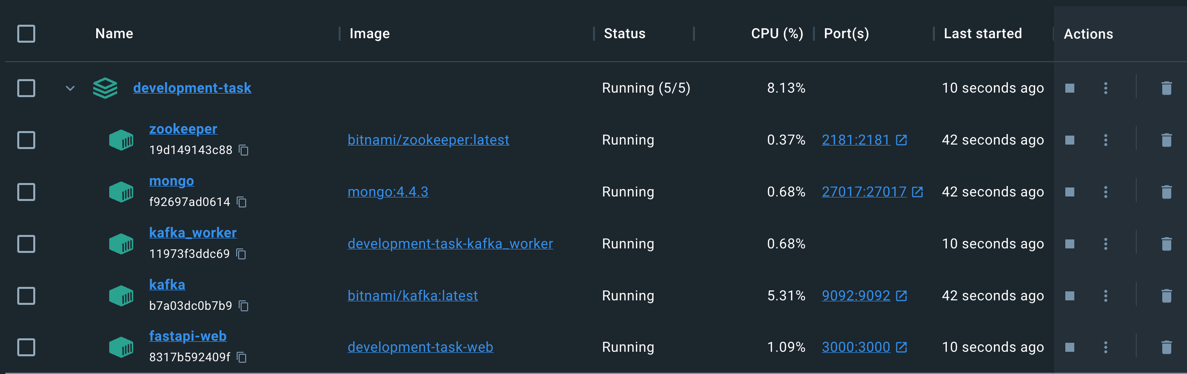 Name Image Status CPU (%) Port(s) Last started Actions
development-task Running (5/5) 8.13% 10 seconds ago
zookeeper
19d149143c88 bitnami/zookeeper:latest Running 0.37% 2181:2181 42 seconds ago
mongo
f92697ad0614 mongo:4.4.3 Running 0.68% 27017:27017 42 seconds ago
kafka_worker
11973f3ddc69 development-task-kafka_worker Running 0.68% 10 seconds ago
kafka
b7a03dc0b7b9 bitnami/kafka:latest Running 5.31% 9092:9092 42 seconds ago
fastapi-web
8317b592409f development-task-web Running 1.09% 3000:3000 10 seconds ago